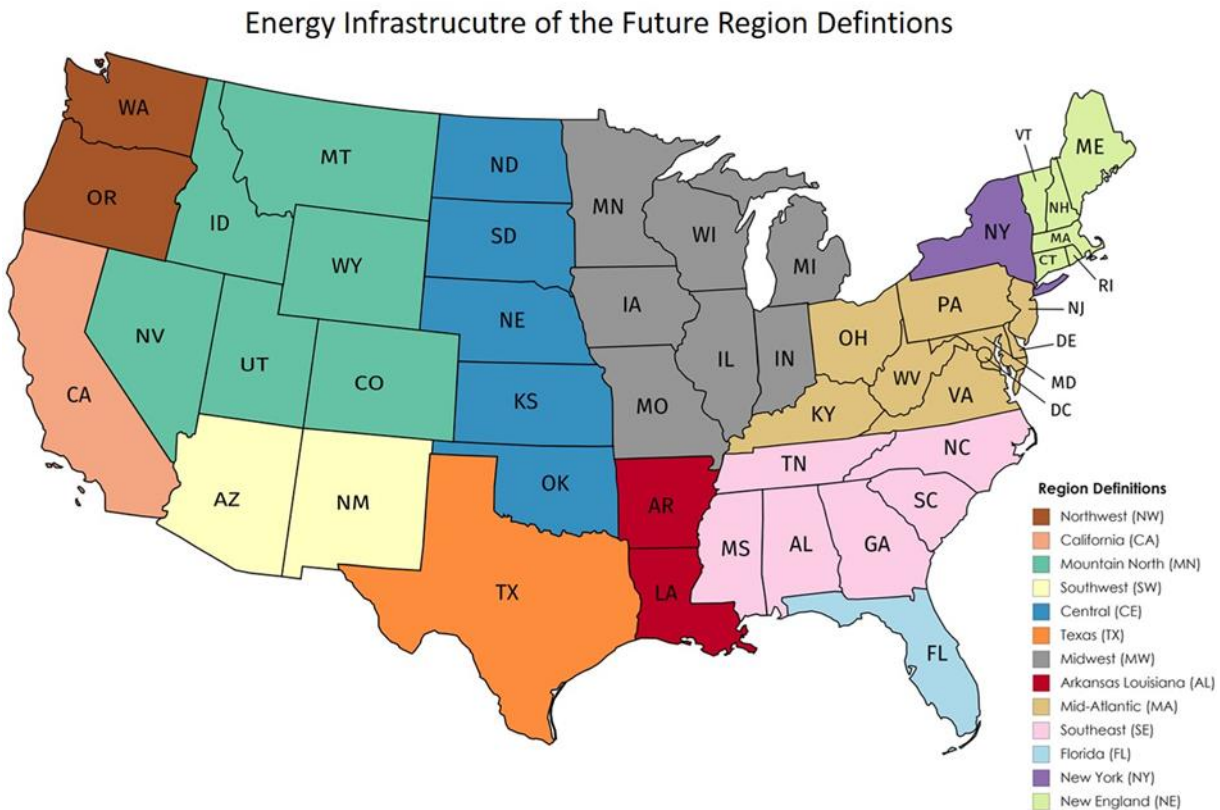 Energy Infrastrucutre of the Future Region Defintions
WA
OR
CA
ID
MT
WY
NV
UT
CO
AZ
NM
ND
SD
NE
KS
OK
TX
MN
IA
MO
WI
IL
IN
MI
AR
LA
OH
KY
WV
PA
VA
NJ
DE
MD
DC
TN
NC
SC
MS
AL
GA
FL
NY
VT
NH
ME
MA
CT
RI
Region Definitions
Northwest (NW)
California (CA)
Mountain North (MN)
Southwest (SW)
Central (CE)
Texas (TX)
Midwest (MW)
Arkansas Louisiana (AL)
Mid-Atlantic (MA)
Southeast (SE)
Florida (FL)
New York (NY)
New England (NE)